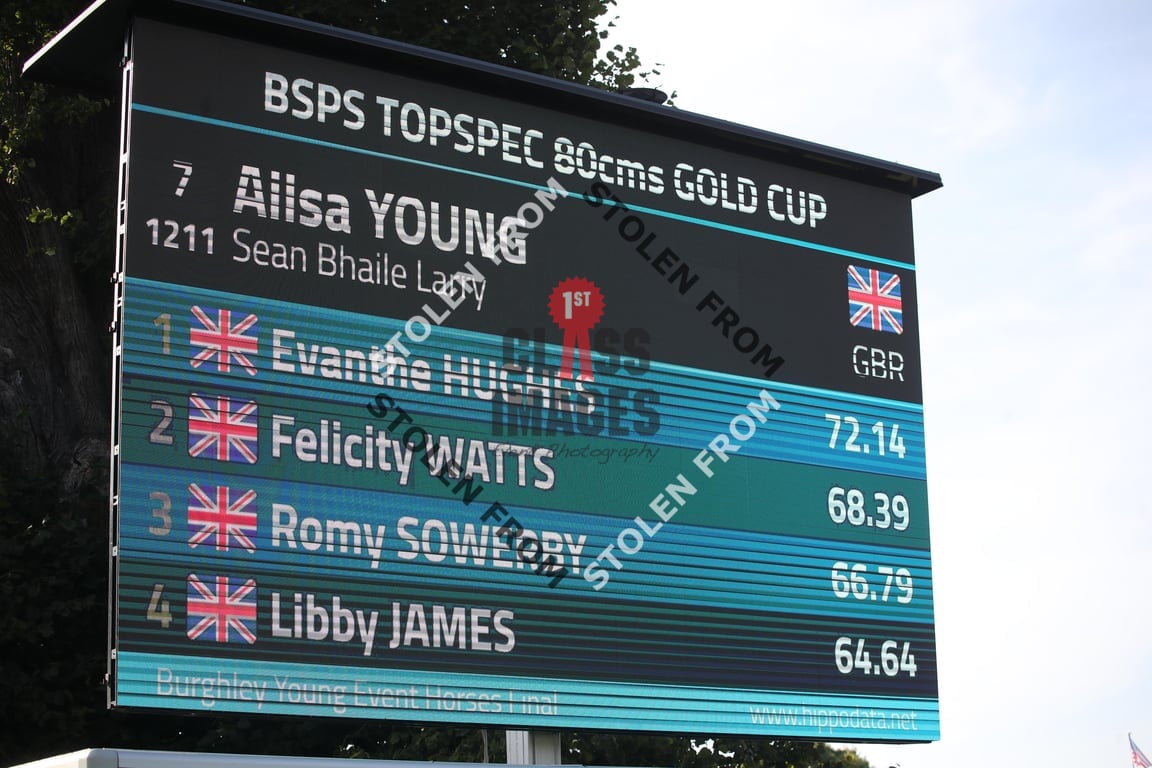 BSPS TOPSPEC 80cms GOLD CUP
7 Ailsa YOUNG
1211 Sean Bhaile Larry
GBR
1 Evanthe HUGHES 72.14
2 Felicity WATTS 68.39
3 Romy SOWERBY 66.79
4 Libby JAMES 64.64
Burghley Young Event Horses Final
www.hippodata.net
STOLEN FROM
STOLEN FROM
STOLEN FROM
STOLEN FROM
1ST
CLASS
IMAGES
Photography